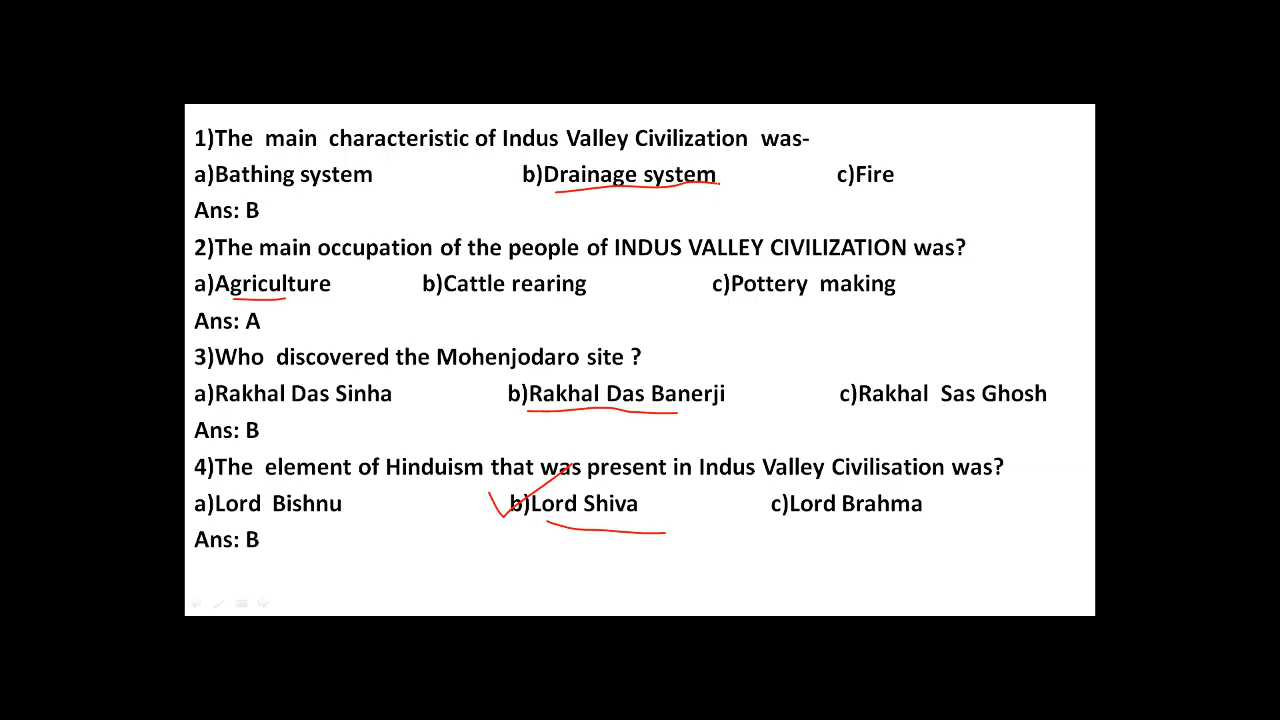 1)The main characteristic of Indus Valley Civilization was-
a)Bathing system b)Drainage system c)Fire
Ans: B
2)The main occupation of the people of INDUS VALLEY CIVILIZATION was?
a)Agriculture b)Cattle rearing c)Pottery making
Ans: A
3)Who discovered the Mohenjodaro site ?
a)Rakhal Das Sinha b)Rakhal Das Banerji c)Rakhal Sas Ghosh
Ans: B
4)The element of Hinduism that was present in Indus Valley Civilisation was?
a)Lord Bishnu b)Lord Shiva c)Lord Brahma
Ans: B